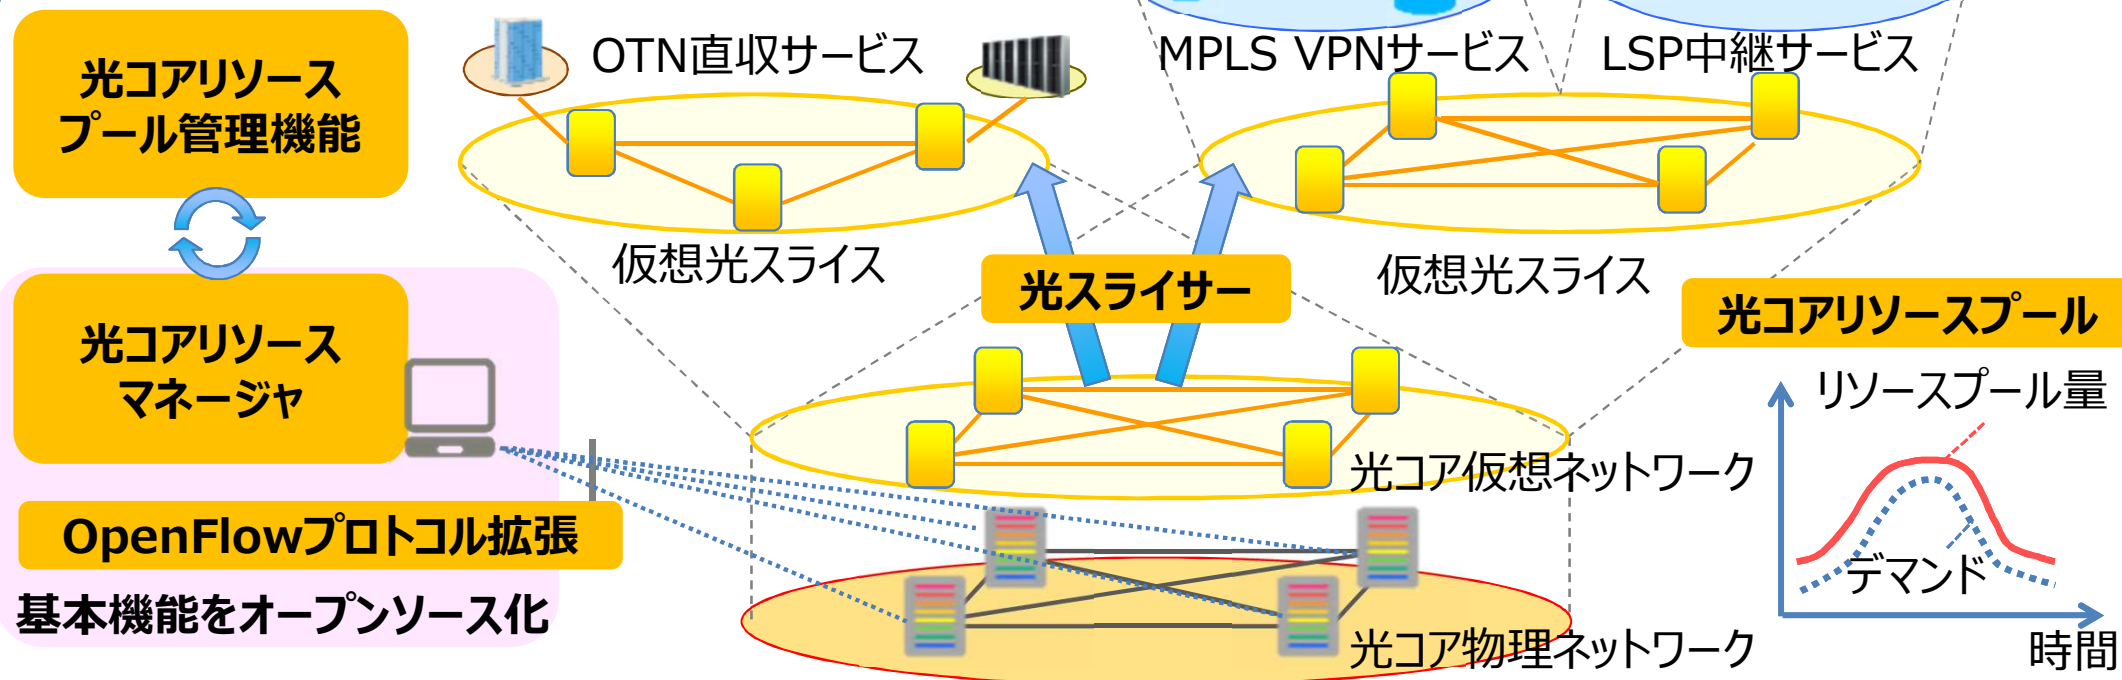 光コアリソース
プール管理機能
OTN直収サービス
MPLS VPNサービス
LSP中継サービス
仮想光スライス
光スライサー
仮想光スライス
光コアリソースプール
光コアリソース
マネージャ
リソースプール量
光コア仮想ネットワーク
OpenFlowプロトコル拡張
デマンド
基本機能をオープンソース化
光コア物理ネットワーク
時間